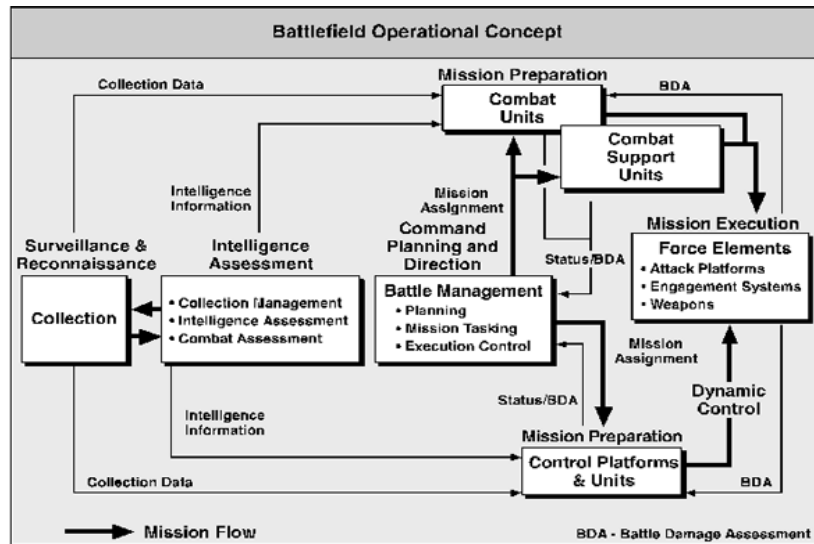 Battlefield Operational Concept
Collection Data
Mission Preparation
BDA
Combat
Units
Combat
Support
Units
Intelligence
Information
Mission
Assignment
Surveillance &
Reconnaissance
Collection
Intelligence
Assessment
• Collection Management
• Intelligence Assessment
• Combat Assessment
Command
Planning and
Direction
Status/BDA
Battle Management
• Planning
• Mission Tasking
• Execution Control
Mission Execution
Force Elements
• Attack Platforms
• Engagement Systems
• Weapons
Mission
Assignment
Dynamic
Control
Status/BDA
Intelligence
Information
Mission Preparation
Control Platforms
& Units
Collection Data
BDA
Mission Flow
BDA - Battle Damage Assessment